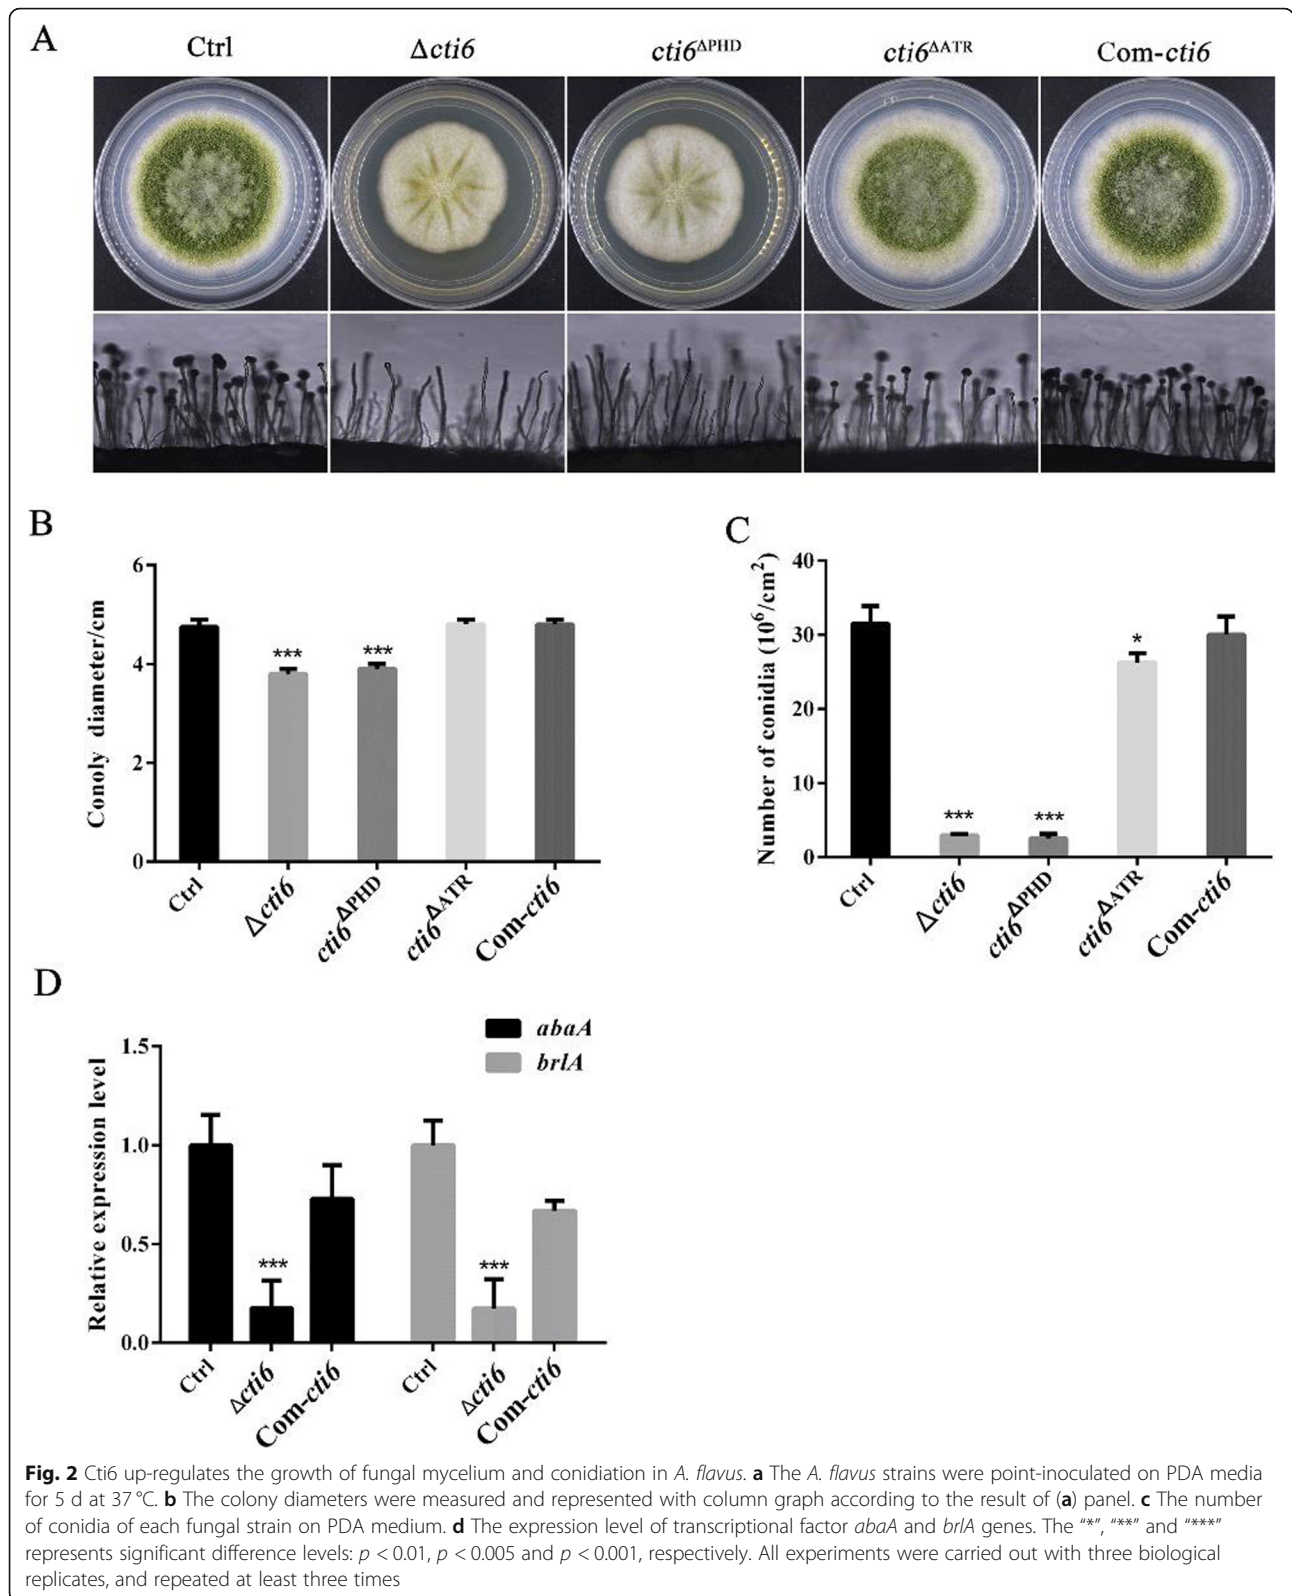 A
Ctrl Δcti6 cti6ΔPHD cti6ΔATR Com-cti6
B
Conoly diameter/cm
6
4
2
0
*** ***
Ctrl Δcti6 cti6ΔPHD cti6ΔATR Com-cti6
C
Number of conidia (10⁶/cm²)
40
30
20
10
0
*** *** *
Ctrl Δcti6 cti6ΔPHD cti6ΔATR Com-cti6
D
abaA
brlA
Relative expression level
1.5
1.0
0.5
0.0
*** ***
Ctrl Δcti6 Com-cti6 Ctrl Δcti6 Com-cti6
Fig. 2 Cti6 up-regulates the growth of fungal mycelium and conidiation in A. flavus. a The A. flavus strains were point-inoculated on PDA media
for 5 d at 37 °C. b The colony diameters were measured and represented with column graph according to the result of (a) panel. c The number
of conidia of each fungal strain on PDA medium. d The expression level of transcriptional factor abaA and brlA genes. The “*”, “**” and “***”
represents significant difference levels: p < 0.01, p < 0.005 and p < 0.001, respectively. All experiments were carried out with three biological
replicates, and repeated at least three times